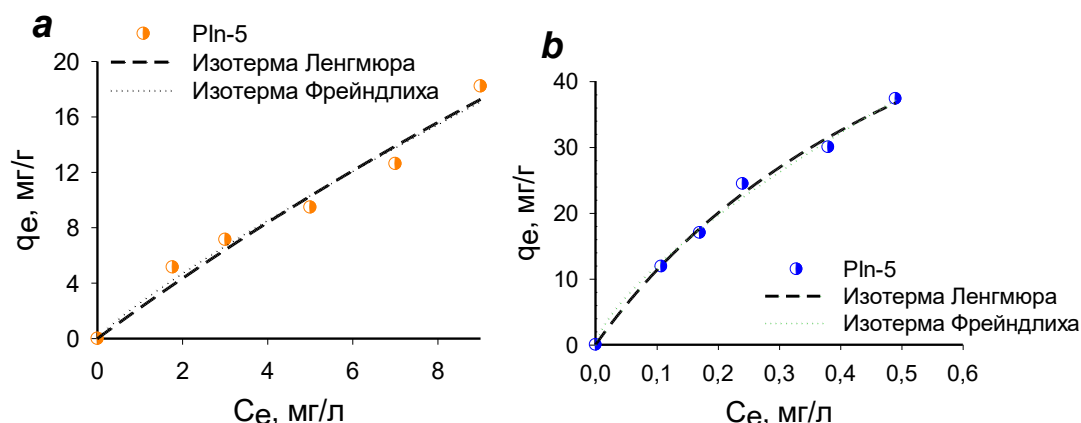 a
Pln-5
Изотерма Ленгмюра
Изотерма Фрейндлиха
20
16
12
8
4
0
qe, мг/г
0 2 4 6 8
Ce, мг/л
b
40
30
20
10
0
qe, мг/г
Pln-5
Изотерма Ленгмюра
Изотерма Фрейндлиха
0,0 0,1 0,2 0,3 0,4 0,5 0,6
Ce, мг/л